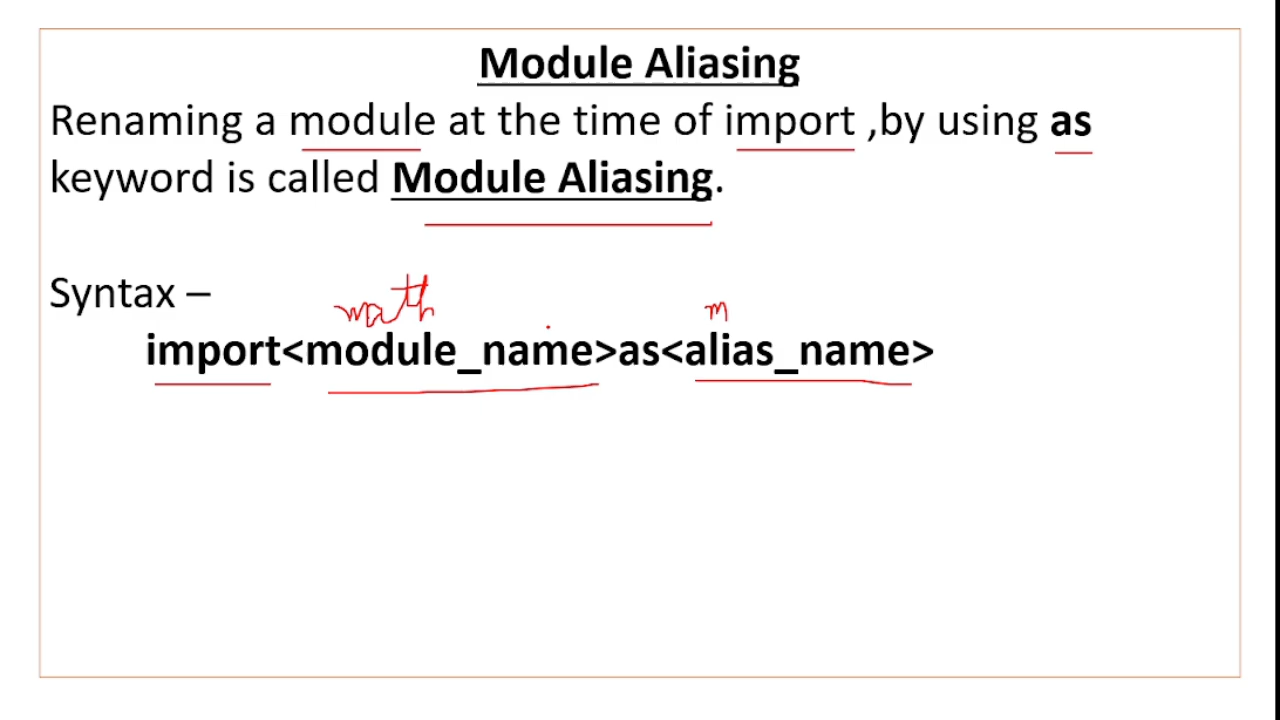 Module Aliasing
Renaming a module at the time of import ,by using as
keyword is called Module Aliasing.
Syntax –
math m
import<module_name>as<alias_name>